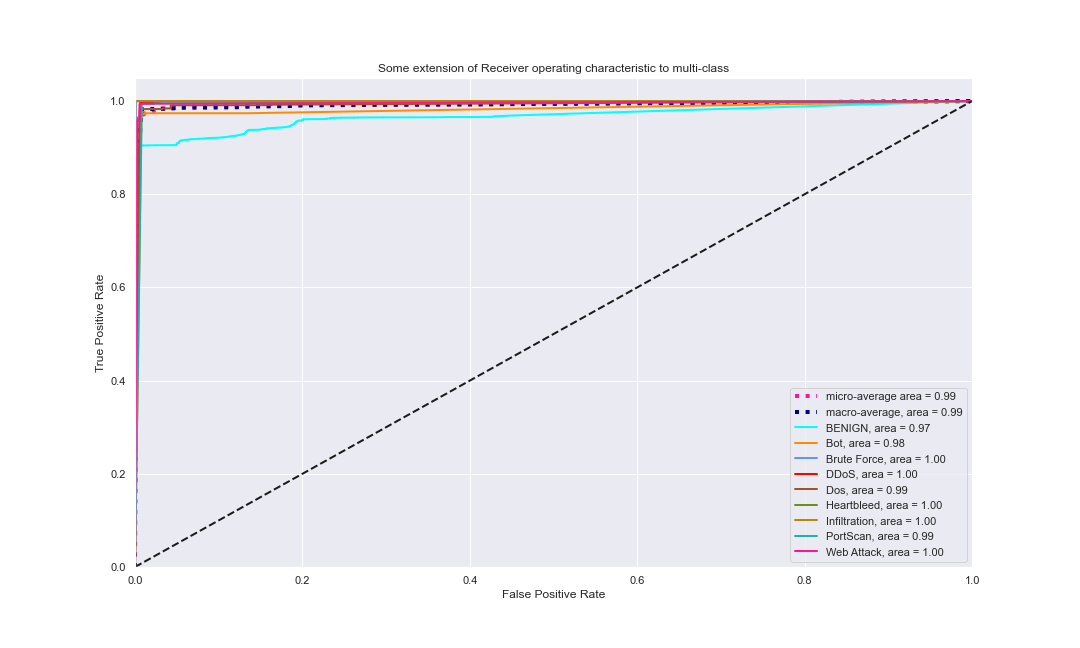 Some extension of Receiver operating characteristic to multi-class
True Positive Rate
1.0
0.8
0.6
0.4
0.2
0.0
micro-average area = 0.99
macro-average, area = 0.99
BENIGN, area = 0.97
Bot, area = 0.98
Brute Force, area = 1.00
DDoS, area = 1.00
Dos, area = 0.99
Heartbleed, area = 1.00
Infiltration, area = 1.00
PortScan, area = 0.99
Web Attack, area = 1.00
0.0 0.2 0.4 0.6 0.8 1.0
False Positive Rate